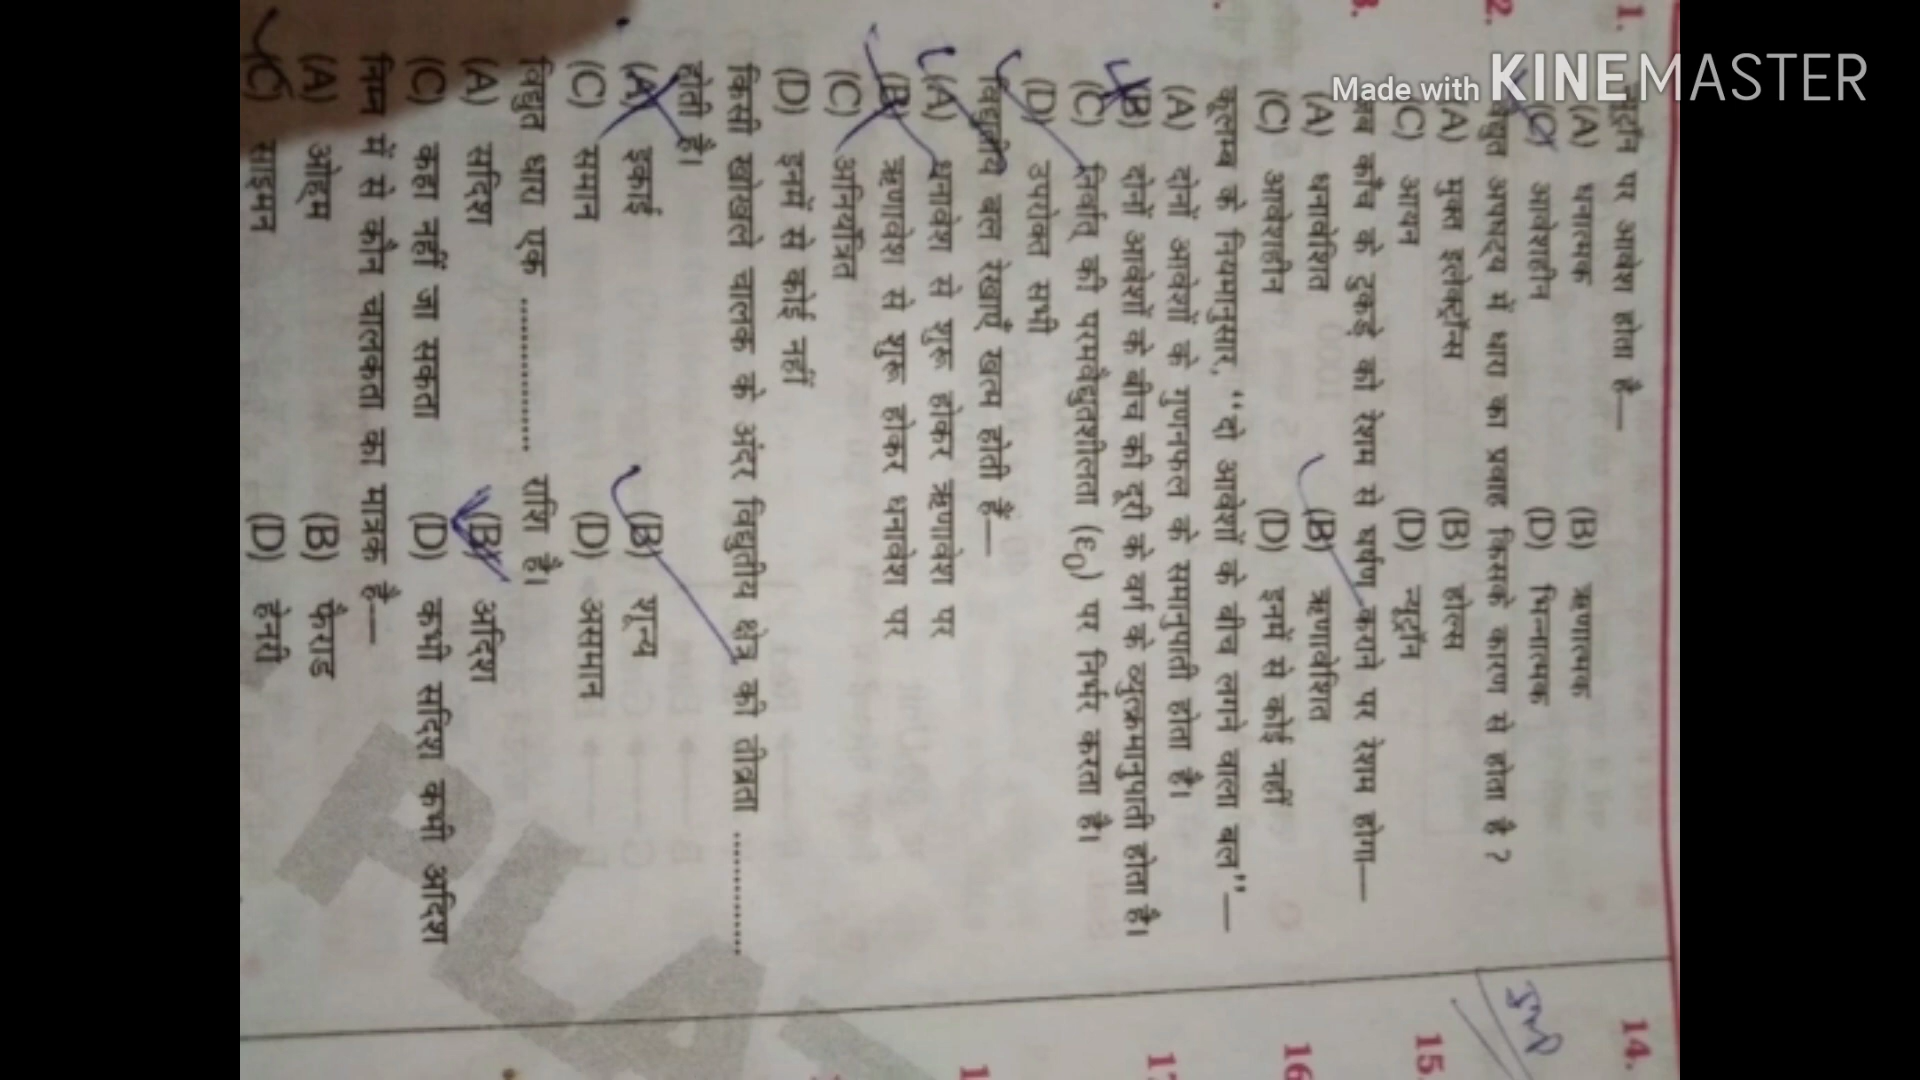 Made with KINEMASTER
1. न्यूट्रॉन पर आवेश होता है—
(A) धनात्मक (B) ऋणात्मक
(C) आवेशहीन (D) भिन्नात्मक
2. विद्युत अपघट्य में धारा का प्रवाह किसके कारण से होता है ?
(A) मुक्त इलेक्ट्रॉन्स (B) होल्स
(C) आयन (D) न्यूट्रॉन
3. जब काँच के टुकड़े को रेशम से घर्षण कराने पर रेशम होगा—
(A) धनावेशित (B) ऋणावेशित
(C) आवेशहीन (D) इनमें से कोई नहीं
कूलम्ब के नियमानुसार, "दो आवेशों के बीच लगने वाला बल"—
(A) दोनों आवेशों के गुणनफल के समानुपाती होता है।
(B) दोनों आवेशों के बीच की दूरी के वर्ग के व्युत्क्रमानुपाती होता है।
(C) निर्वात् की परावैद्युतशीलता (ε0) पर निर्भर करता है।
(D) उपरोक्त सभी
विद्युतीय बल रेखाएँ खत्म होती हैं—
(A) धनावेश से शुरू होकर ऋणावेश पर
(B) ऋणावेश से शुरू होकर धनावेश पर
(C) अनियंत्रित
(D) इनमें से कोई नहीं
किसी खोखले चालक के अंदर विद्युतीय क्षेत्र की तीव्रता ............
होती है।
(A) इकाई (B) शून्य
(C) समान (D) असमान
विद्युत धारा एक ............... राशि है।
(A) सदिश (B) अदिश
(C) कहा नहीं जा सकता (D) कभी सदिश कभी अदिश
निम्न में से कौन चालकता का मात्रक है—
(A) ओह्म (B) फैराड
(C) साइमन (D) हेनरी
14.
Ans
15.
16
17
1